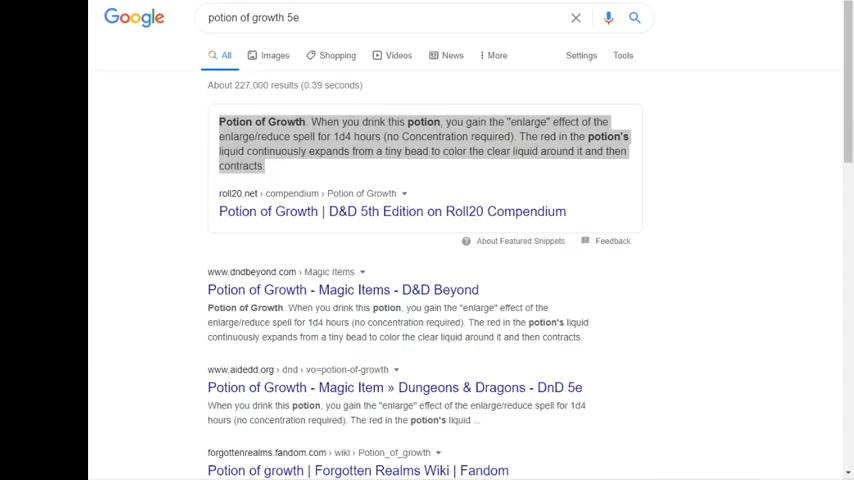 Google
potion of growth 5e
All Images Shopping Videos News More Settings Tools
About 227,000 results (0.39 seconds)
Potion of Growth. When you drink this potion, you gain the "enlarge" effect of the
enlarge/reduce spell for 1d4 hours (no Concentration required). The red in the potion's
liquid continuously expands from a tiny bead to color the clear liquid around it and then
contracts.
roll20.net › compendium › Potion of Growth
Potion of Growth | D&D 5th Edition on Roll20 Compendium
About Featured Snippets Feedback
www.dndbeyond.com › Magic Items
Potion of Growth - Magic Items - D&D Beyond
Potion of Growth. When you drink this potion, you gain the "enlarge" effect of the
enlarge/reduce spell for 1d4 hours (no concentration required). The red in the potion's liquid
continuously expands from a tiny bead to color the clear liquid around it and then contracts.
www.aidedd.org › dnd › vo=potion-of-growth
Potion of Growth - Magic Item » Dungeons & Dragons - DnD 5e
When you drink this potion, you gain the "enlarge" effect of the enlarge/reduce spell for 1d4
hours (no concentration required). The red in the potion's liquid ...
forgottenrealms.fandom.com › wiki › Potion_of_growth
Potion of growth | Forgotten Realms Wiki | Fandom